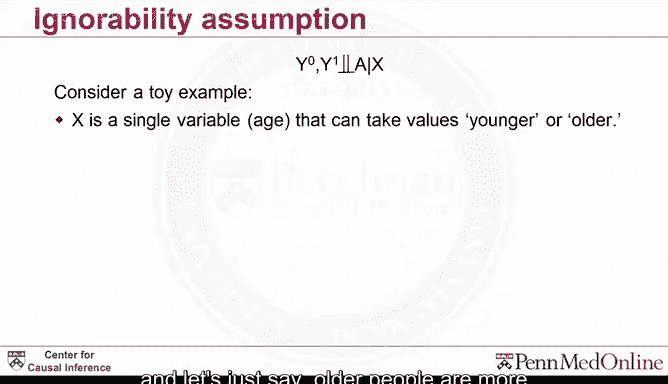 Ignorability assumption
Y⁰,Y¹⫫A|X
Consider a toy example:
X is a single variable (age) that can take values ‘younger’ or ‘older.’
Center for
Causal Inference
PennMedOnline
and let's just say, older people are more